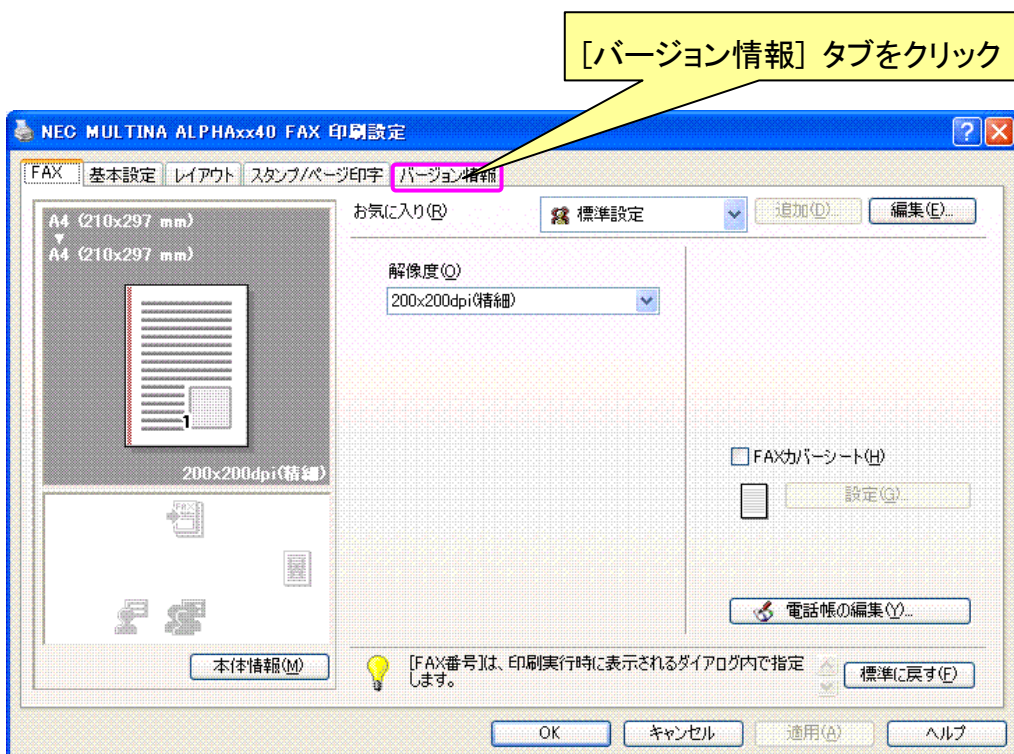 [バージョン情報] タブをクリック
NEC MULTINA ALPHAxx40 FAX 印刷設定
FAX 基本設定 レイアウト スタンプ/ページ印字 バージョン情報
A4 (210x297 mm)
A4 (210x297 mm)
1
200x200dpi(精細)
お気に入り(R) 標準設定 追加(D)... 編集(E)...
解像度(O)
200x200dpi(精細)
FAXカバーシート(H)
設定(G)...
FAX
電話帳の編集(Y)...
本体情報(M)
[FAX番号]は、印刷実行時に表示されるダイアログ内で指定
します。
標準に戻す(F)
OK キャンセル 適用(A) ヘルプ